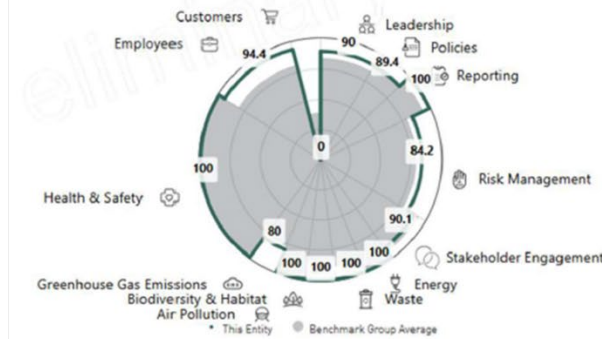 Customers
Leadership
Employees
94.4
90
89.4
Policies
100
Reporting
0
84.2
100
Risk Management
Health & Safety
80
90.1
100
100
100
100
Stakeholder Engagement
Greenhouse Gas Emissions
Energy
Biodiversity & Habitat
Waste
Air Pollution
This Entity
Benchmark Group Average